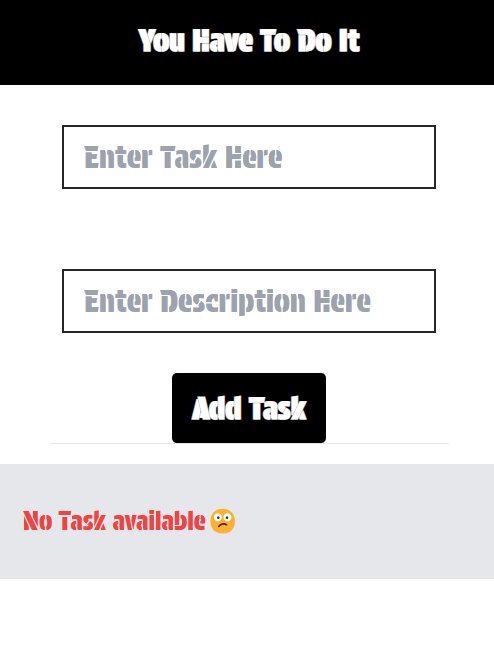 You Have To Do It
Enter Task Here
Enter Description Here
Add Task
No Task available 🙄